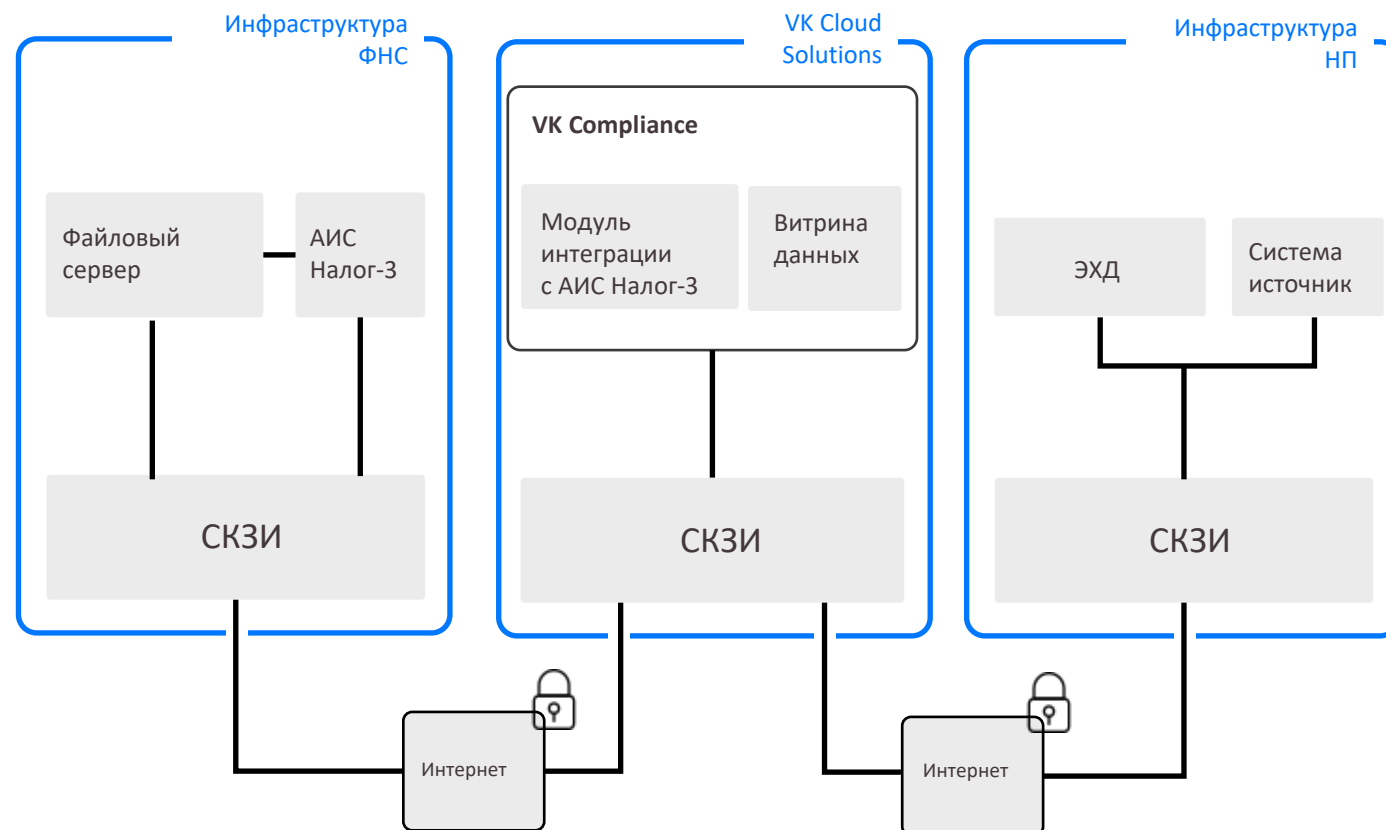 Инфраструктура
ФНС
VK Cloud
Solutions
Инфраструктура
НП
VK Compliance
Файловый
сервер
АИС
Налог-3
Модуль
интеграции
с АИС Налог-3
Витрина
данных
ЭХД
Система
источник
СКЗИ
СКЗИ
СКЗИ
Интернет
Интернет